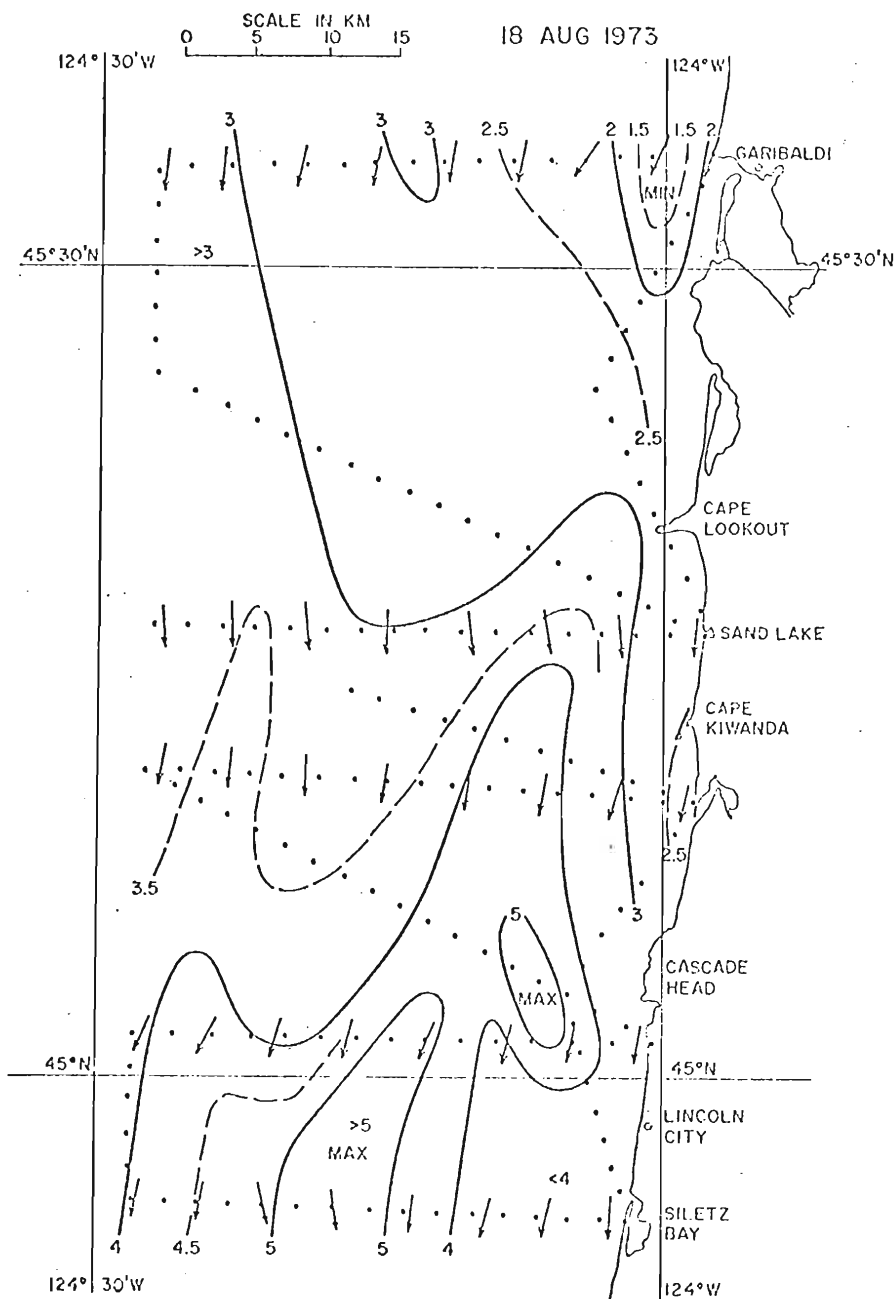 SCALE IN KM
0 5 10 15
18 AUG 1973
124° 30'W
124°W
3 3 3 2.5 2 1.5 1.5 2
GARIBALDI
MIN
45°30'N
>3
45°30'N
2.5
CAPE
LOOKOUT
SAND LAKE
CAPE
KIWANDA
2.5
3.5
3
5
CASCADE
HEAD
MAX
45°N
45°N
LINCOLN
CITY
>5
MAX
<4
SILETZ
BAY
4 4.5 5 5 4
124° 30'W
124°W